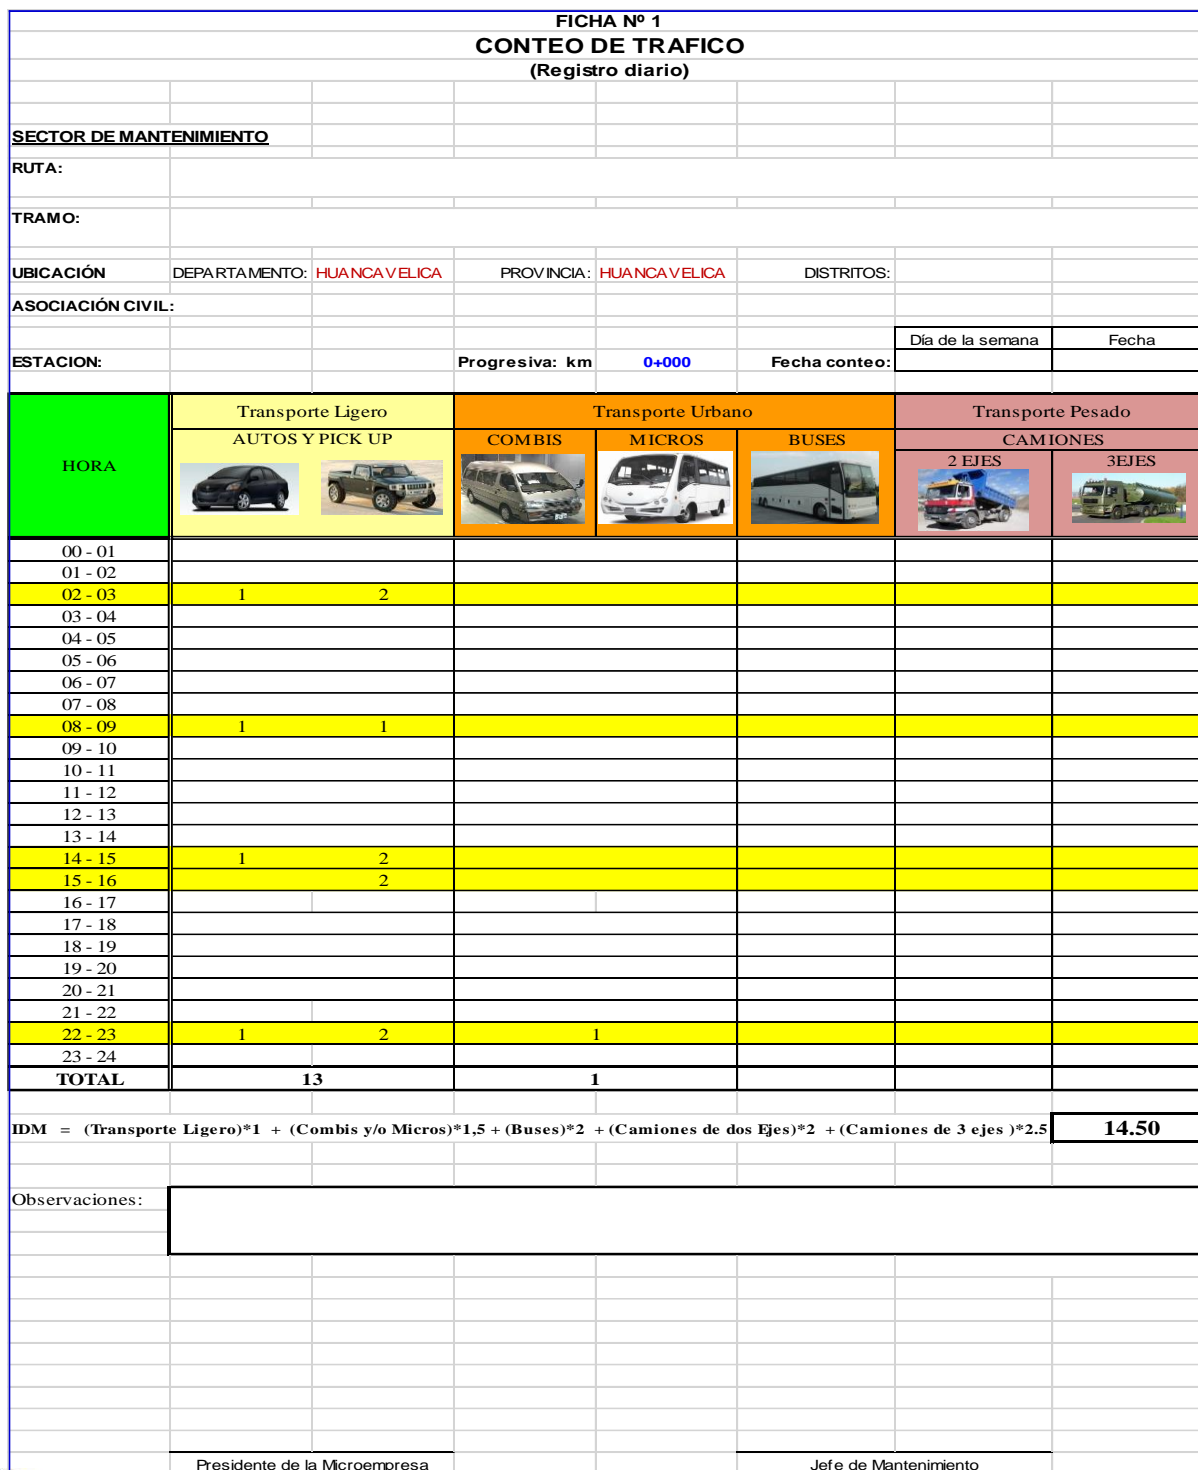 FICHA Nº 1
CONTEO DE TRAFICO
(Registro diario)
SECTOR DE MANTENIMIENTO
RUTA:
TRAMO:
UBICACIÓN DEPARTAMENTO: HUANCAVELICA PROVINCIA: HUANCAVELICA DISTRITOS:
ASOCIACIÓN CIVIL:
Día de la semana Fecha
ESTACION: Progresiva: km 0+000 Fecha conteo:
HORA Transporte Ligero Transporte Urbano Transporte Pesado
AUTOS Y PICK UP COMBIS MICROS BUSES CAMIONES
2 EJES 3EJES
00 - 01
01 - 02
02 - 03 1 2
03 - 04
04 - 05
05 - 06
06 - 07
07 - 08
08 - 09 1 1
09 - 10
10 - 11
11 - 12
12 - 13
13 - 14
14 - 15 1 2
15 - 16 2
16 - 17
17 - 18
18 - 19
19 - 20
20 - 21
21 - 22
22 - 23 1 2 1
23 - 24
TOTAL 13 1
IDM = (Transporte Ligero)*1 + (Combis y/o Micros)*1,5 + (Buses)*2 + (Camiones de dos Ejes)*2 + (Camiones de 3 ejes )*2.5 14.50
Observaciones:
Presidente de la Microempresa Jefe de Mantenimiento